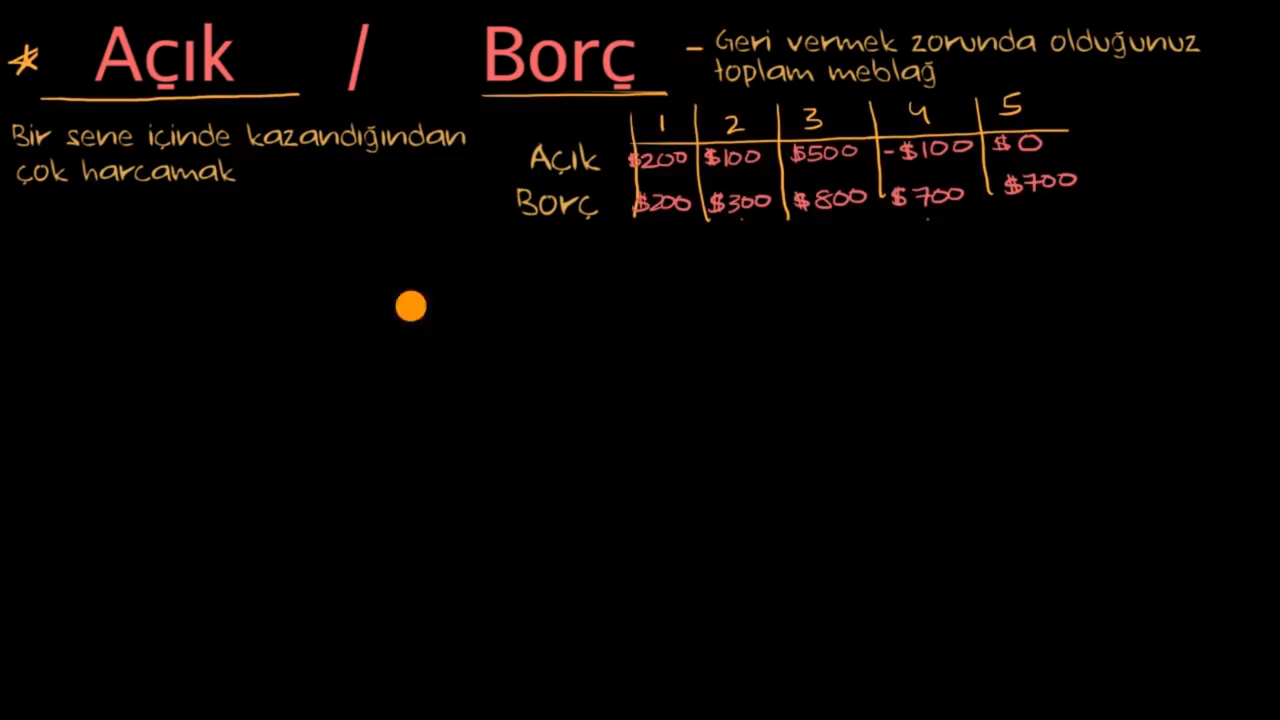 * Açık / Borç - Geri vermek zorunda olduğunuz
toplam meblağ
Bir sene içinde kazandığından
çok harcamak
1 2 3 4 5
Açık $200 $100 $500 -$100 $0
Borç $200 $300 $800 $700 $700